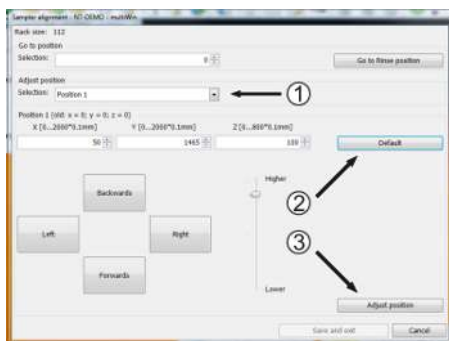 Sampler alignment - NT-DEMO - multiWin
Rack size: 112
Go to position
Selection: 0 Go to Rinse position
Adjust position
Selection: Position 1
Position 1 (old: x = 0; y = 0; z = 0)
X [0...2000*0.1mm] Y [0...2000*0.1mm] Z [0...800*0.1mm]
50 1465 100 Default
Higher
Backwards
Left Right
Forwards
Lower
Adjust position
Save and exit Cancel
1
2
3